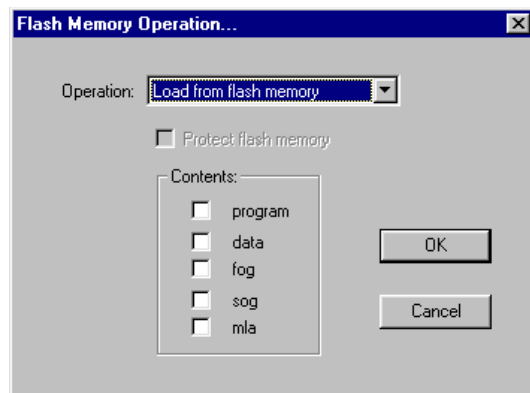 Flash Memory Operation...
Operation: Load from flash memory
Protect flash memory
Contents:
program
data
fog
sog
mla
OK
Cancel